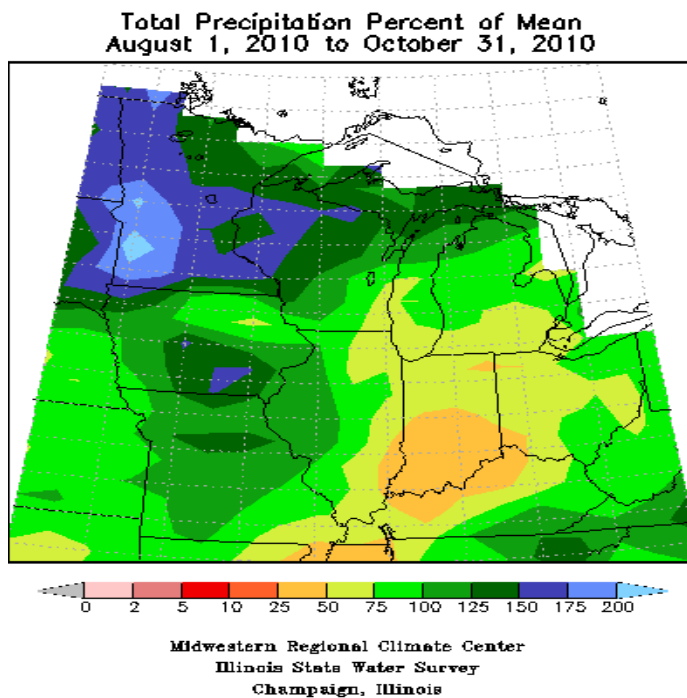 Total Precipitation Percent of Mean
August 1, 2010 to October 31, 2010
0 2 5 10 25 50 75 100 125 150 175 200
Midwestern Regional Climate Center
Illinois State Water Survey
Champaign, Illinois